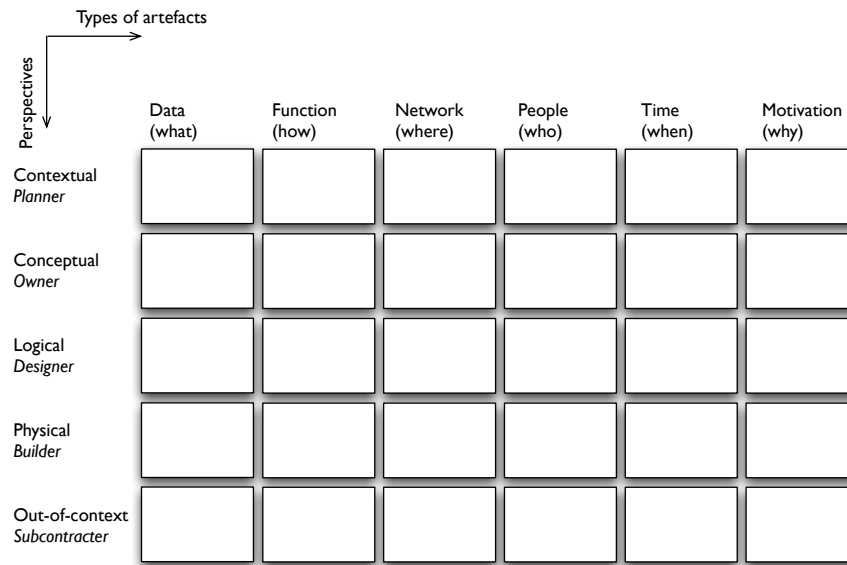 Types of artefacts
Perspectives
Data Function Network People Time Motivation
(what) (how) (where) (who) (when) (why)
Contextual
Planner
Conceptual
Owner
Logical
Designer
Physical
Builder
Out-of-context
Subcontracter